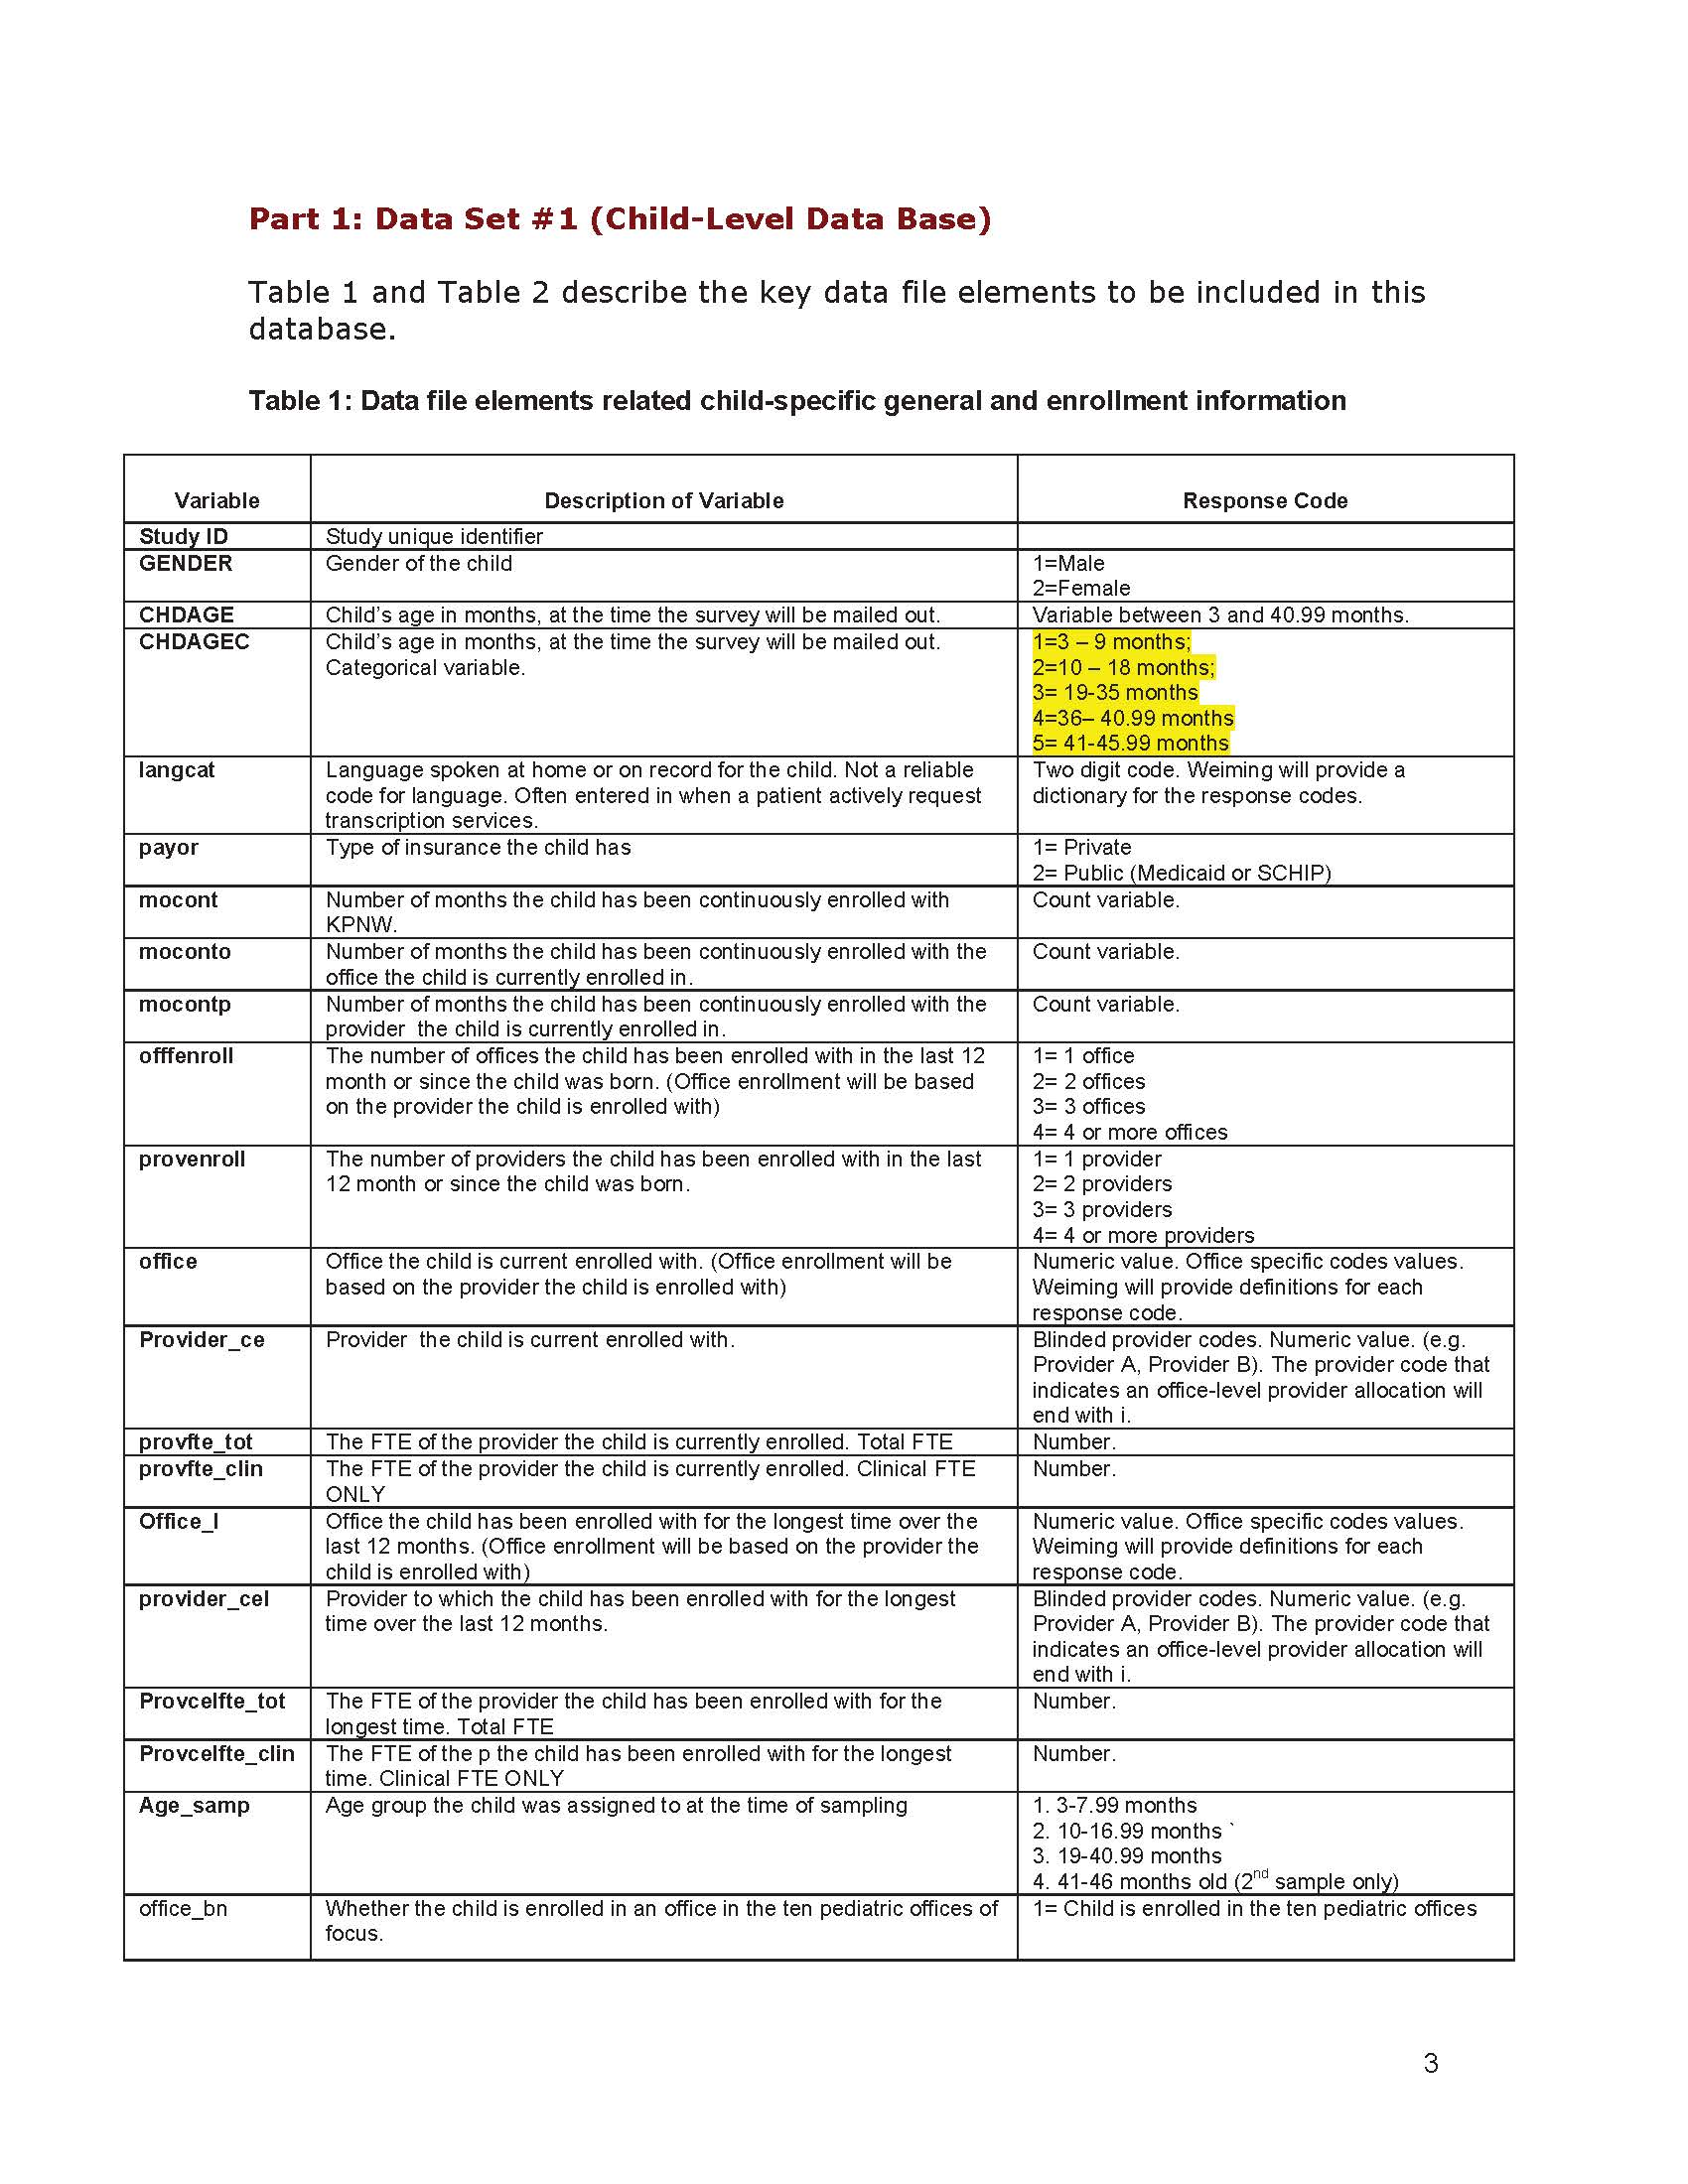 Part 1: Data Set #1 (Child-Level Data Base)
Table 1 and Table 2 describe the key data file elements to be included in this
database.
Table 1: Data file elements related child-specific general and enrollment information
Variable Description of Variable Response Code
Study ID Study unique identifier
GENDER Gender of the child 1=Male
2=Female
CHDAGE Child’s age in months, at the time the survey will be mailed out. Variable between 3 and 40.99 months.
CHDAGEC Child’s age in months, at the time the survey will be mailed out. 1=3 – 9 months;
Categorical variable. 2=10 – 18 months;
3= 19-35 months
4=36– 40.99 months
5= 41-45.99 months
langcat Language spoken at home or on record for the child. Not a reliable Two digit code. Weiming will provide a
code for language. Often entered in when a patient actively request dictionary for the response codes.
transcription services.
payor Type of insurance the child has 1= Private
2= Public (Medicaid or SCHIP)
mocont Number of months the child has been continuously enrolled with Count variable.
KPNW.
moconto Number of months the child has been continuously enrolled with the Count variable.
office the child is currently enrolled in.
mocontp Number of months the child has been continuously enrolled with the Count variable.
provider the child is currently enrolled in.
offfenroll The number of offices the child has been enrolled with in the last 12 1= 1 office
month or since the child was born. (Office enrollment will be based 2= 2 offices
on the provider the child is enrolled with) 3= 3 offices
4= 4 or more offices
provenroll The number of providers the child has been enrolled with in the last 1= 1 provider
12 month or since the child was born. 2= 2 providers
3= 3 providers
4= 4 or more providers
office Office the child is current enrolled with. (Office enrollment will be Numeric value. Office specific codes values.
based on the provider the child is enrolled with) Weiming will provide definitions for each
response code.
Provider_ce Provider the child is current enrolled with. Blinded provider codes. Numeric value. (e.g.
Provider A, Provider B). The provider code that
indicates an office-level provider allocation will
end with i.
provfte_tot The FTE of the provider the child is currently enrolled. Total FTE Number.
provfte_clin The FTE of the provider the child is currently enrolled. Clinical FTE Number.
ONLY
Office_l Office the child has been enrolled with for the longest time over the Numeric value. Office specific codes values.
last 12 months. (Office enrollment will be based on the provider the Weiming will provide definitions for each
child is enrolled with) response code.
provider_cel Provider to which the child has been enrolled with for the longest Blinded provider codes. Numeric value. (e.g.
time over the last 12 months. Provider A, Provider B). The provider code that
indicates an office-level provider allocation will
end with i.
Provcelfte_tot The FTE of the provider the child has been enrolled with for the Number.
longest time. Total FTE
Provcelfte_clin The FTE of the p the child has been enrolled with for the longest Number.
time. Clinical FTE ONLY
Age_samp Age group the child was assigned to at the time of sampling 1. 3-7.99 months
2. 10-16.99 months `
3. 19-40.99 months
4. 41-46 months old (2nd sample only)
office_bn Whether the child is enrolled in an office in the ten pediatric offices of 1= Child is enrolled in the ten pediatric offices
focus.
3